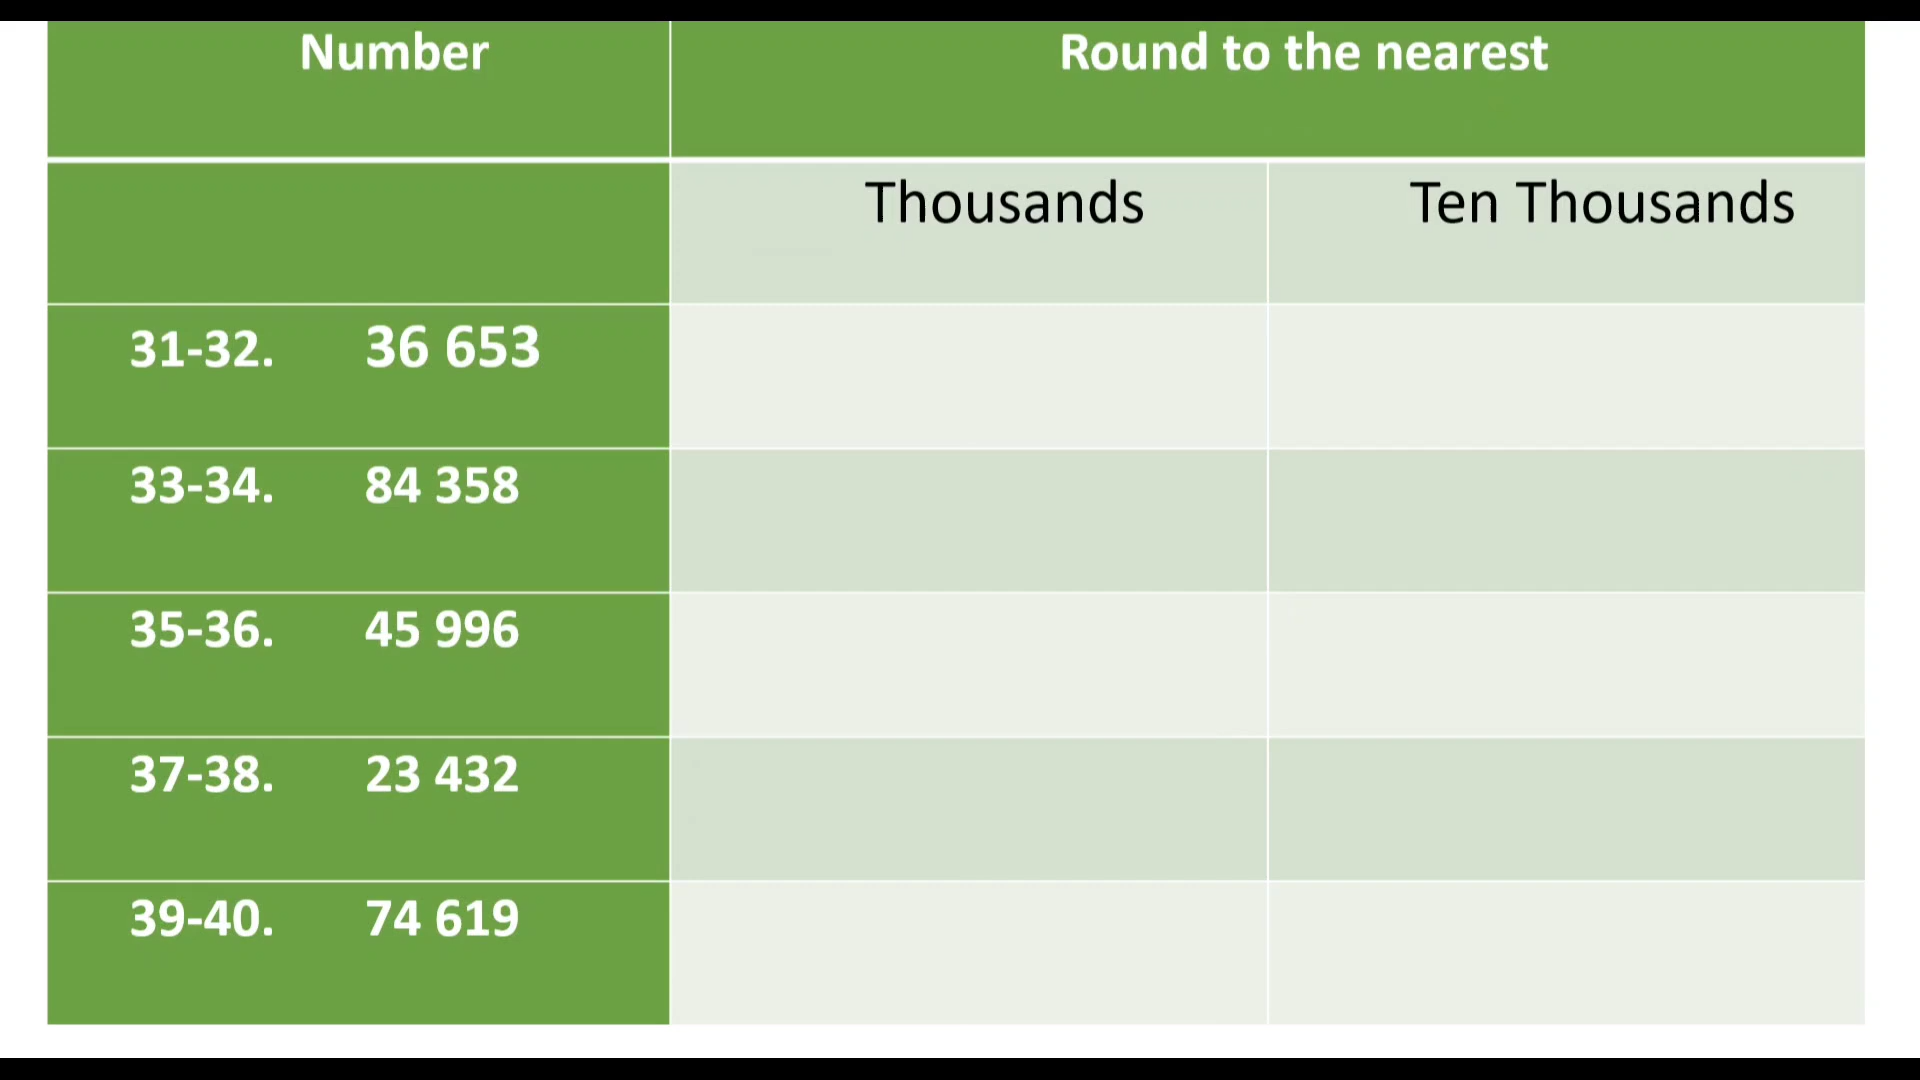 Number Round to the nearest
Thousands Ten Thousands
31-32. 36 653
33-34. 84 358
35-36. 45 996
37-38. 23 432
39-40. 74 619